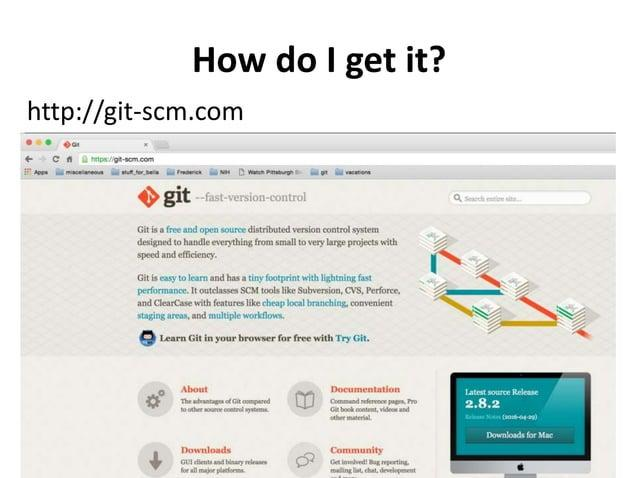 How do I get it?
http://git-scm.com
Git
https://git-scm.com
Apps miscellaneous stuff_for_bella Frederick NIH Watch Pittsburgh Sk git vacations
git --fast-version-control
Search entire site...
Git is a free and open source distributed version control system
designed to handle everything from small to very large projects with
speed and efficiency.
Git is easy to learn and has a tiny footprint with lightning fast
performance. It outclasses SCM tools like Subversion, CVS, Perforce,
and ClearCase with features like cheap local branching, convenient
staging areas, and multiple workflows.
Learn Git in your browser for free with Try Git.
About
The advantages of Git compared
to other source control systems.
Documentation
Command reference pages, Pro
Git book content, videos and
other material.
Latest source Release
2.8.2
Release Notes (2016-04-29)
Downloads for Mac
Downloads
GUI clients and binary releases
for all major platforms.
Community
Get involved! Bug reporting,
mailing list, chat, development